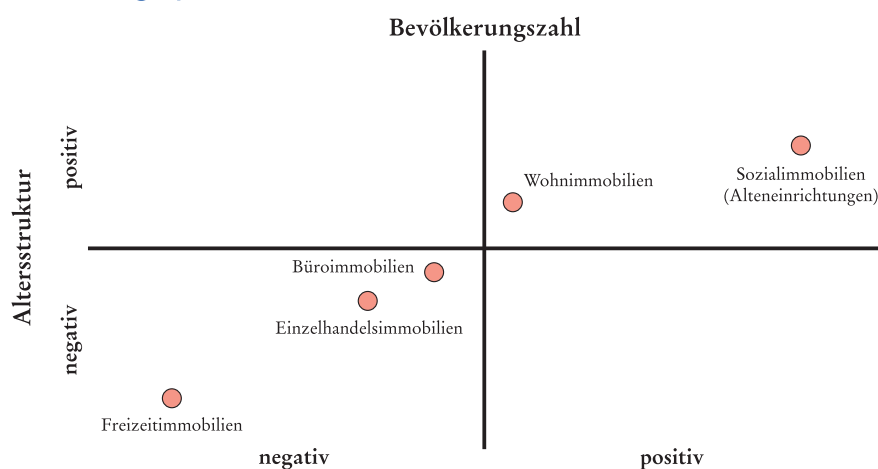 Bevölkerungszahl
Altersstruktur
positiv
negativ
Wohnimmobilien
Sozialimmobilien
(Alteneinrichtungen)
Büroimmobilien
Einzelhandelsimmobilien
Freizeitimmobilien
negativ
positiv